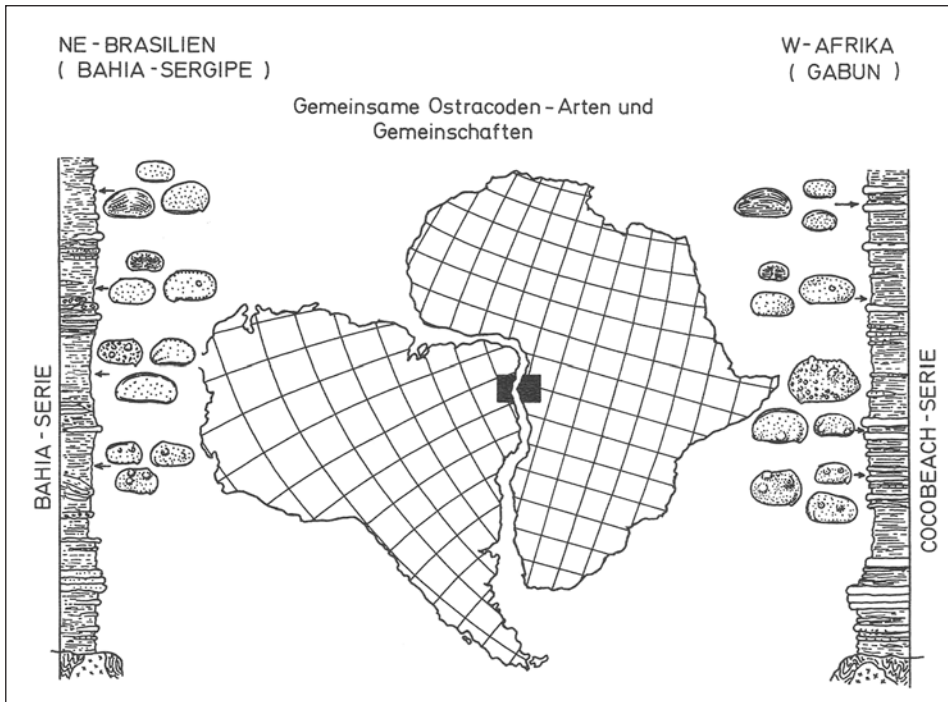 NE-BRASILIEN
( BAHIA-SERGIPE )
W-AFRIKA
( GABUN )
Gemeinsame Ostracoden-Arten und
Gemeinschaften
BAHIA-SERIE
COCOBEACH-SERIE